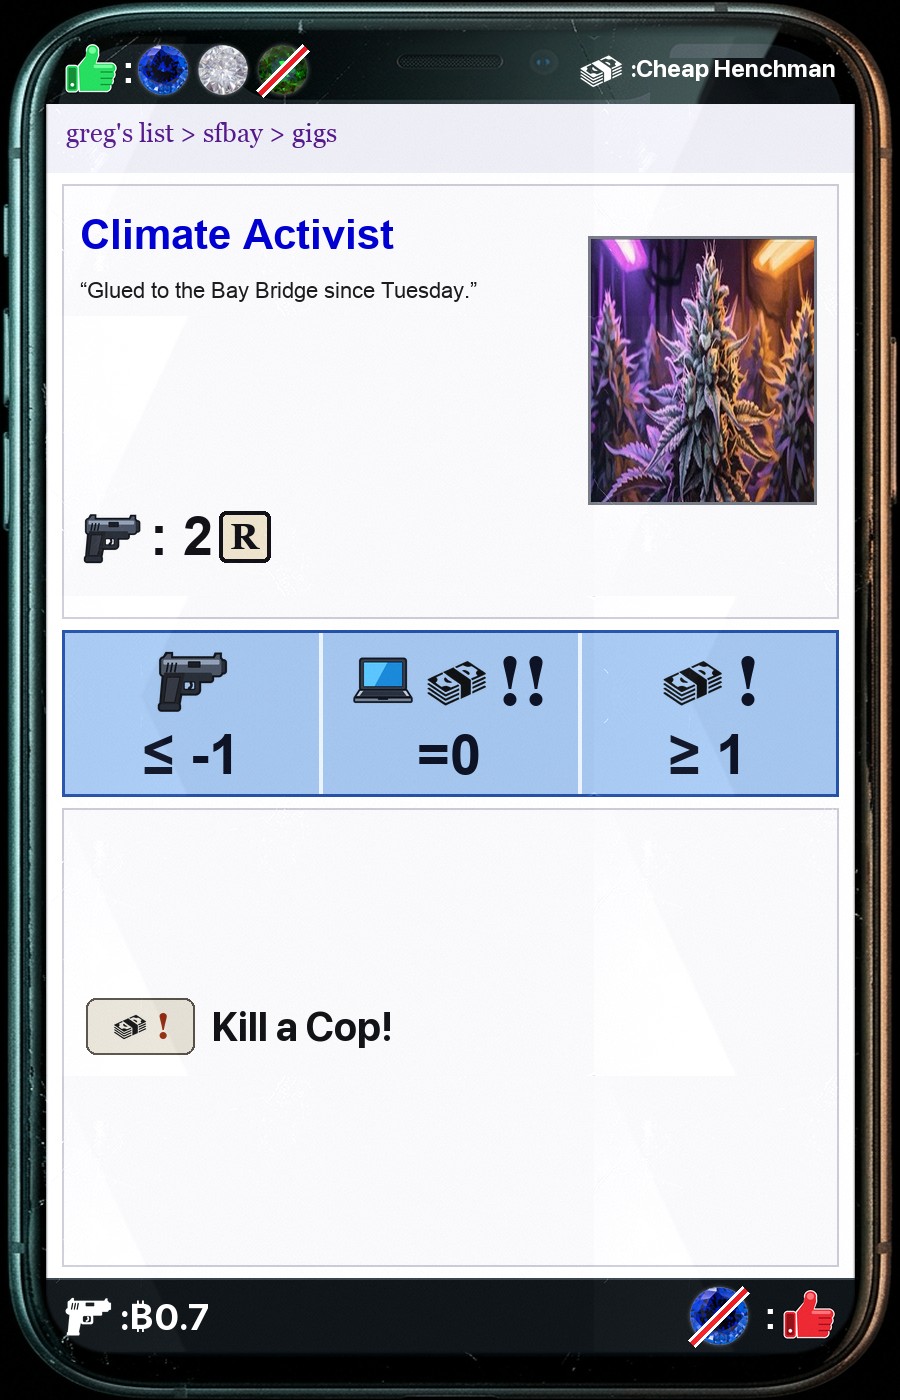 : :Cheap Henchman
greg's list > sfbay > gigs
Climate Activist
“Glued to the Bay Bridge since Tuesday.”
: 2 R
!! !
≤ -1 =0 ≥ 1
! Kill a Cop!
:₿0.7 :